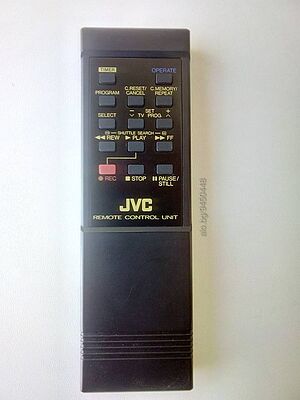 TIMER OPERATE
PROGRAM C.RESET/CANCEL C.MEMORY/REPEAT
SELECT – TV SET PROG. +
SHUTTLE SEARCH
◀◀ REW ▶ PLAY ▶▶ FF
● REC ■ STOP ❚❚ PAUSE/STILL
JVC
REMOTE CONTROL UNIT